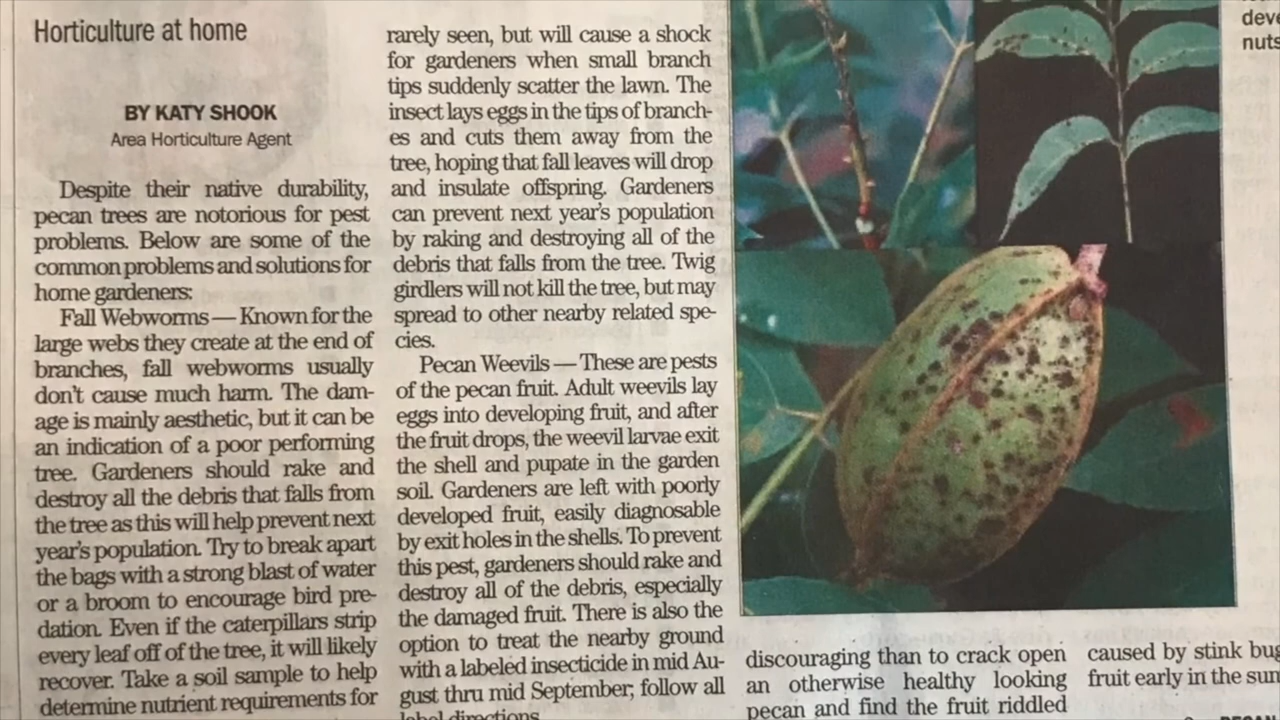 Horticulture at home
BY KATY SHOOK
Area Horticulture Agent
Despite their native durability,
pecan trees are notorious for pest
problems. Below are some of the
common problems and solutions for
home gardeners:
Fall Webworms — Known for the
large webs they create at the end of
branches, fall webworms usually
don't cause much harm. The dam-
age is mainly aesthetic, but it can be
an indication of a poor performing
tree. Gardeners should rake and
destroy all the debris that falls from
the tree as this will help prevent next
year's population. Try to break apart
the bags with a strong blast of water
or a broom to encourage bird pre-
dation. Even if the caterpillars strip
every leaf off of the tree, it will likely
recover. Take a soil sample to help
determine nutrient requirements for
rarely seen, but will cause a shock
for gardeners when small branch
tips suddenly scatter the lawn. The
insect lays eggs in the tips of branch-
es and cuts them away from the
tree, hoping that fall leaves will drop
and insulate offspring. Gardeners
can prevent next year's population
by raking and destroying all of the
debris that falls from the tree. Twig
girdlers will not kill the tree, but may
spread to other nearby related spe-
cies.
Pecan Weevils — These are pests
of the pecan fruit. Adult weevils lay
eggs into developing fruit, and after
the fruit drops, the weevil larvae exit
the shell and pupate in the garden
soil. Gardeners are left with poorly
developed fruit, easily diagnosable
by exit holes in the shells. To prevent
this pest, gardeners should rake and
destroy all of the debris, especially
the damaged fruit. There is also the
option to treat the nearby ground
with a labeled insecticide in mid Au-
gust thru mid September; follow all
label directions.
discouraging than to crack open
an otherwise healthy looking
pecan and find the fruit riddled
caused by stink bug
fruit early in the sum
deve
nuts